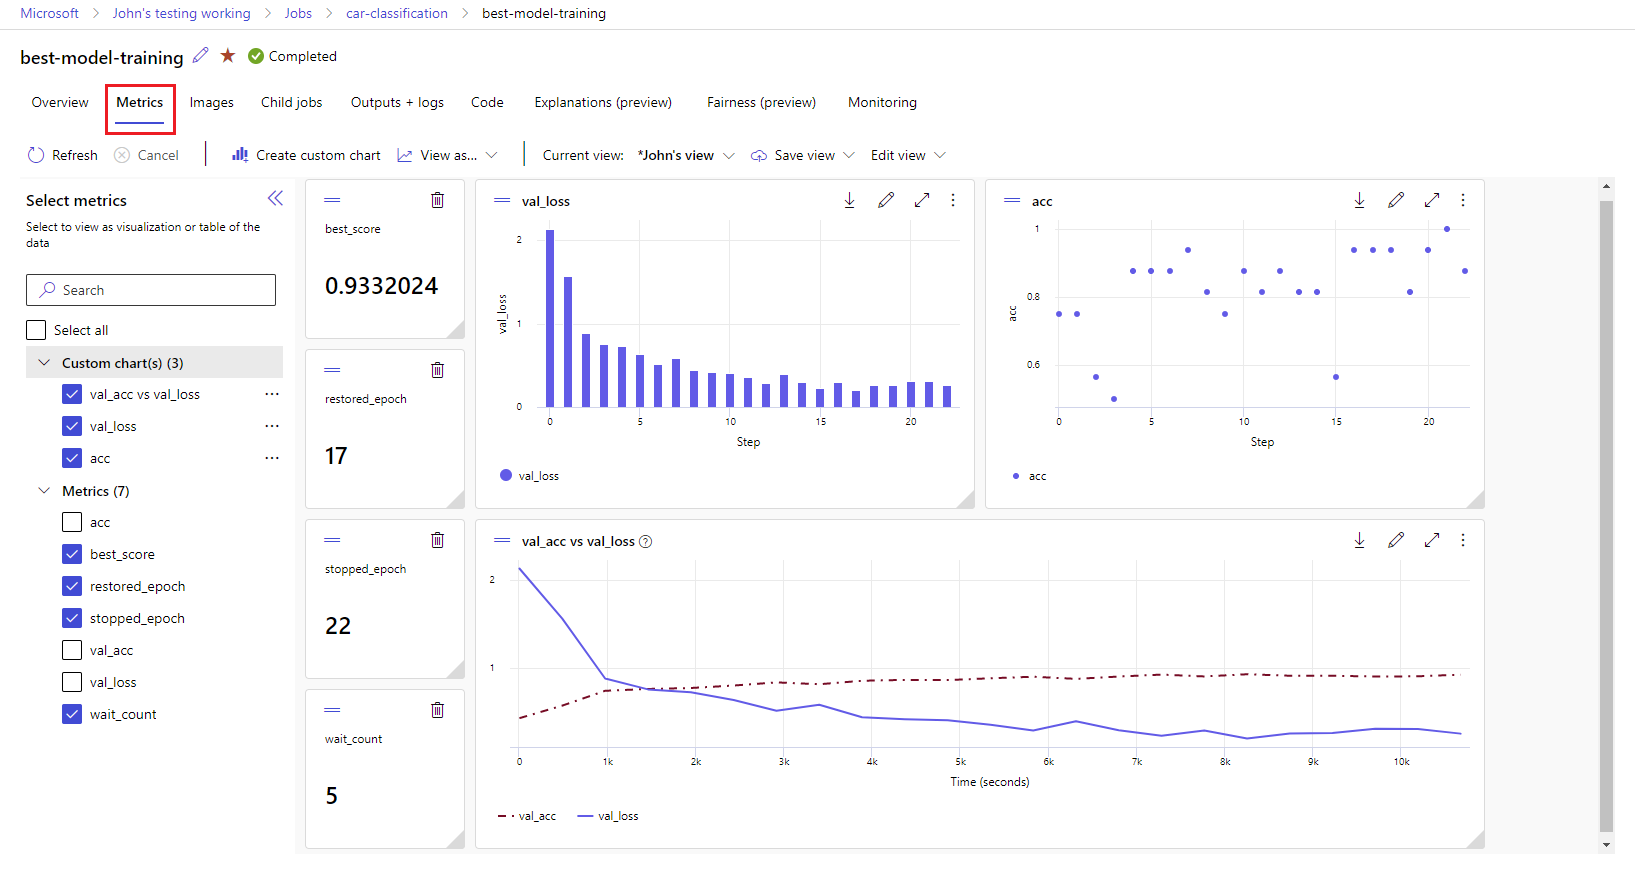 Microsoft > John's testing working > Jobs > car-classification > best-model-training
best-model-training Completed
Overview Metrics Images Child jobs Outputs + logs Code Explanations (preview) Fairness (preview) Monitoring
Refresh Cancel Create custom chart View as... Current view: *John's view Save view Edit view
Select metrics
Select to view as visualization or table of the
data
Search
Select all
Custom chart(s) (3)
val_acc vs val_loss ...
val_loss ...
acc ...
Metrics (7)
acc
best_score
restored_epoch
stopped_epoch
val_acc
val_loss
wait_count
best_score
0.9332024
restored_epoch
17
stopped_epoch
22
wait_count
5
val_loss
val_loss
2
1
0
0 5 10 15 20
Step
val_loss
acc
acc
1
0.8
0.6
0 5 10 15 20
Step
acc
val_acc vs val_loss ?
2
1
0 1k 2k 3k 4k 5k 6k 7k 8k 9k 10k
Time (seconds)
val_acc val_loss